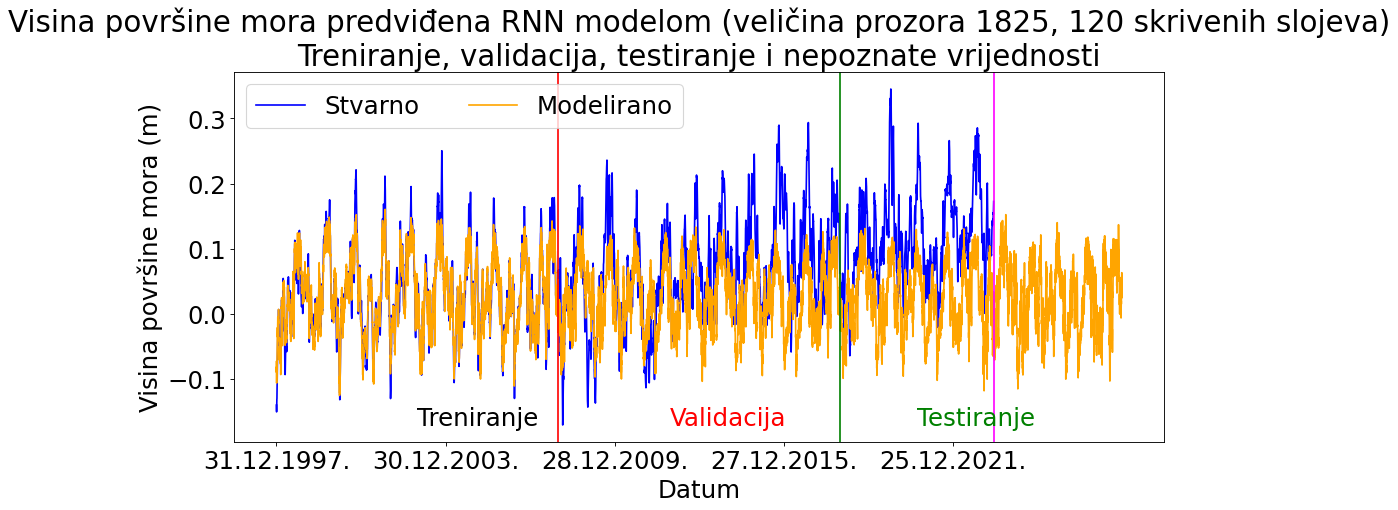 Visina površine mora predviđena RNN modelom (veličina prozora 1825, 120 skrivenih slojeva)
Treniranje, validacija, testiranje i nepoznate vrijednosti
Stvarno
Modelirano
Visina površine mora (m)
0.3
0.2
0.1
0.0
−0.1
Treniranje
Validacija
Testiranje
31.12.1997.
30.12.2003.
28.12.2009.
27.12.2015.
25.12.2021.
Datum